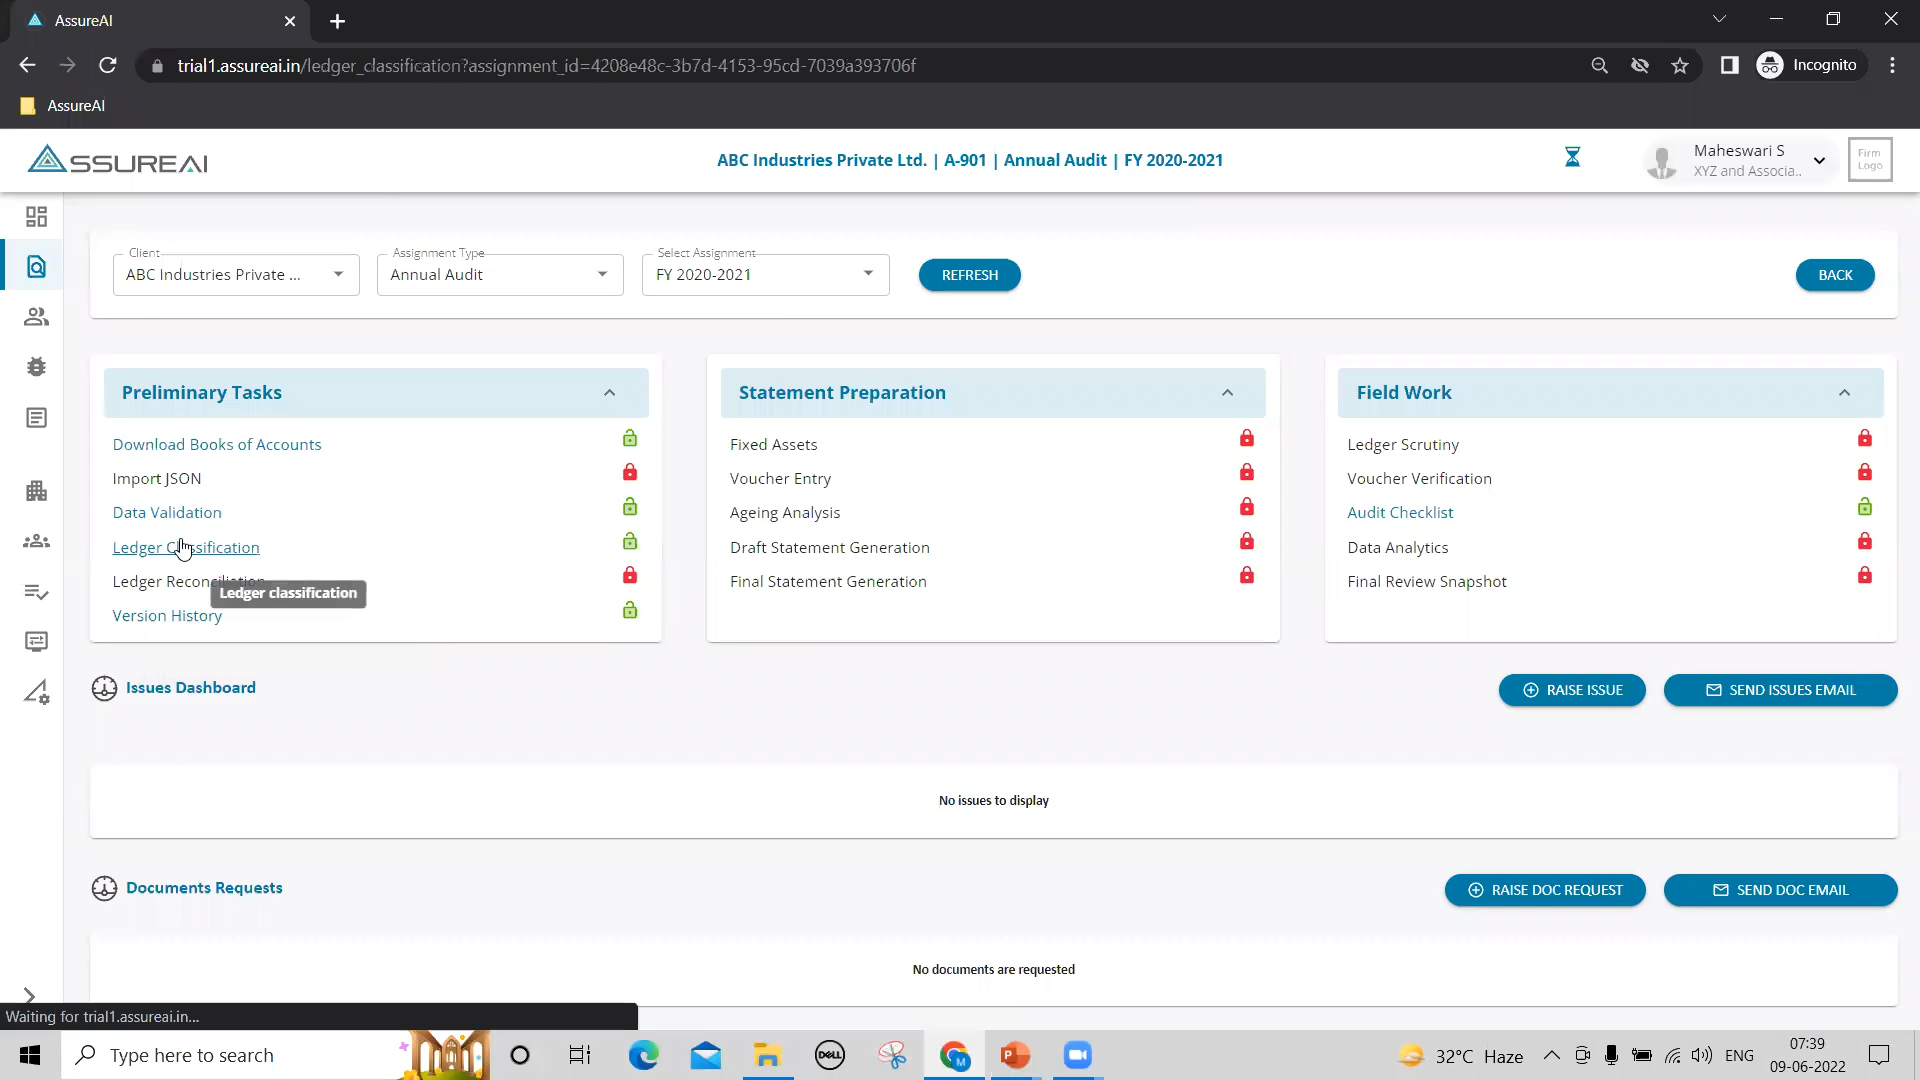 AssureAI
trial1.assureai.in/ledger_classification?assignment_id=4208e48c-3b7d-4153-95cd-7039a393706f
Incognito
AssureAI
ASSUREAI
ABC Industries Private Ltd. | A-901 | Annual Audit | FY 2020-2021
Maheswari S
XYZ and Associa..
Firm
Logo
Client
ABC Industries Private ...
Assignment Type
Annual Audit
Select Assignment
FY 2020-2021
REFRESH
BACK
Preliminary Tasks
Download Books of Accounts
Import JSON
Data Validation
Ledger Classification
Ledger Reconciliation
Ledger classification
Version History
Statement Preparation
Fixed Assets
Voucher Entry
Ageing Analysis
Draft Statement Generation
Final Statement Generation
Field Work
Ledger Scrutiny
Voucher Verification
Audit Checklist
Data Analytics
Final Review Snapshot
Issues Dashboard
RAISE ISSUE
SEND ISSUES EMAIL
No issues to display
Documents Requests
RAISE DOC REQUEST
SEND DOC EMAIL
No documents are requested
Waiting for trial1.assureai.in...
Type here to search
DELL
M
P
32°C Haze
ENG
07:39
09-06-2022